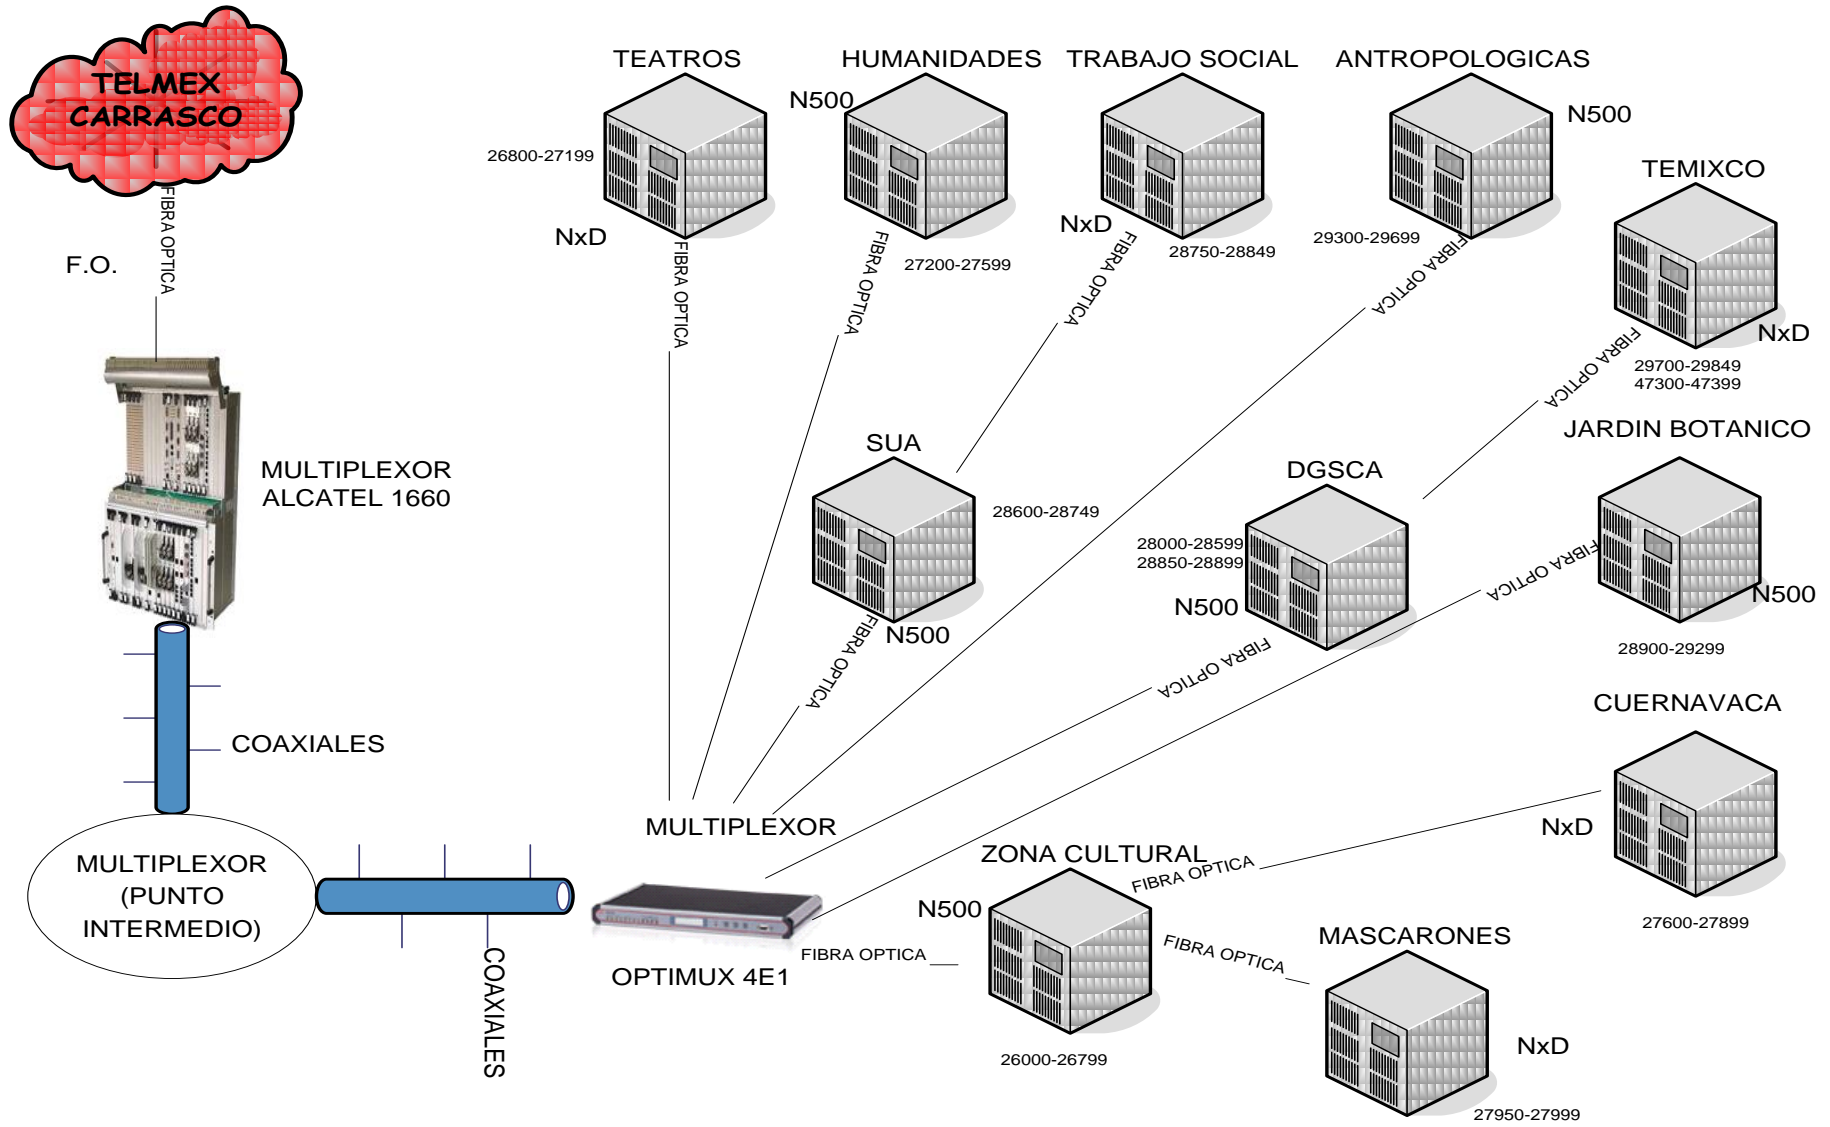 TELMEX
CARRASCO
FIBRA OPTICA
F.O.
MULTIPLEXOR
ALCATEL 1660
COAXIALES
MULTIPLEXOR
(PUNTO
INTERMEDIO)
COAXIALES
MULTIPLEXOR
OPTIMUX 4E1
TEATROS
26800-27199
NxD
FIBRA OPTICA
HUMANIDADES
N500
27200-27599
FIBRA OPTICA
TRABAJO SOCIAL
NxD
28750-28849
FIBRA OPTICA
ANTROPOLOGICAS
N500
29300-29699
FIBRA OPTICA
TEMIXCO
NxD
29700-29849
47300-47399
FIBRA OPTICA
SUA
28600-28749
N500
FIBRA OPTICA
DGSCA
28000-28599
28850-28899
N500
FIBRA OPTICA
JARDIN BOTANICO
N500
28900-29299
FIBRA OPTICA
CUERNAVACA
NxD
27600-27899
FIBRA OPTICA
ZONA CULTURAL
N500
FIBRA OPTICA
26000-26799
MASCARONES
FIBRA OPTICA
NxD
27950-27999